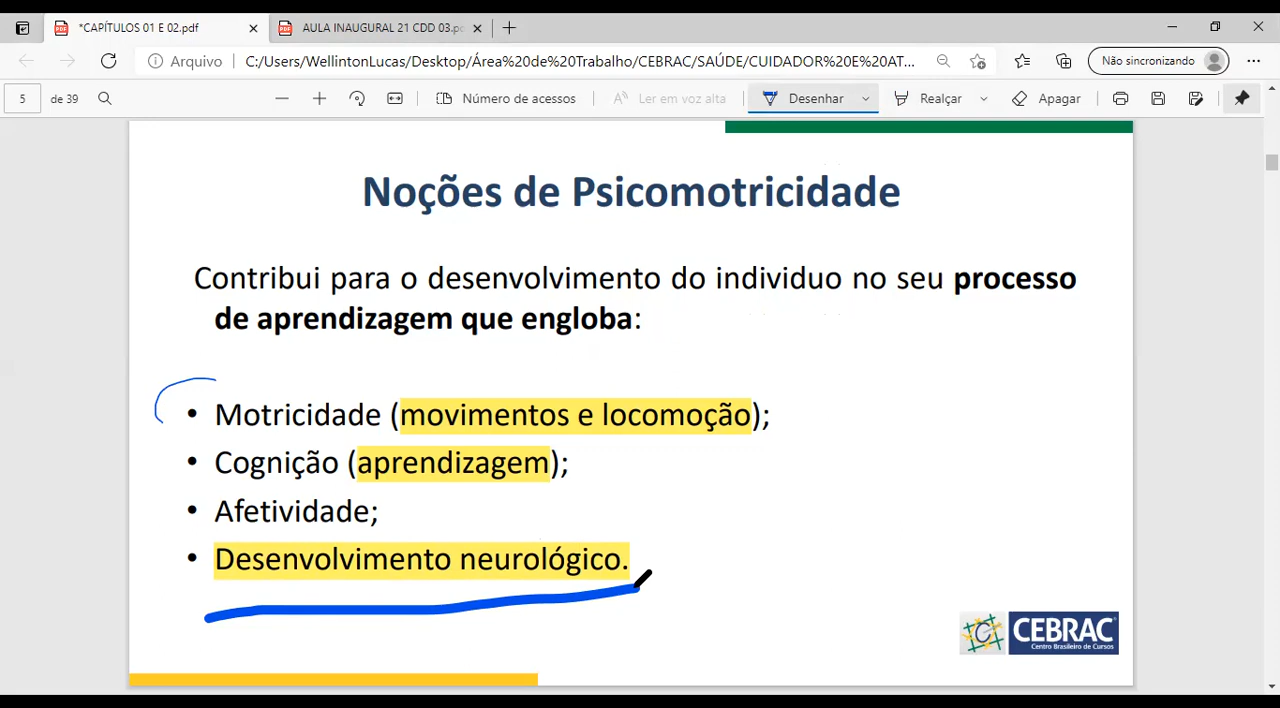 *CAPÍTULOS 01 E 02.pdf
AULA INAUGURAL 21 CDD 03.pd
Arquivo
C:/Users/WellintonLucas/Desktop/Área%20de%20Trabalho/CEBRAC/SAÚDE/CUIDADOR%20E%20AT...
Não sincronizando
5 de 39
Número de acessos
Ler em voz alta
Desenhar
Realçar
Apagar
Noções de Psicomotricidade
Contribui para o desenvolvimento do individuo no seu processo
de aprendizagem que engloba:
• Motricidade (movimentos e locomoção);
• Cognição (aprendizagem);
• Afetividade;
• Desenvolvimento neurológico.
C CEBRAC
Centro Brasileiro de Cursos